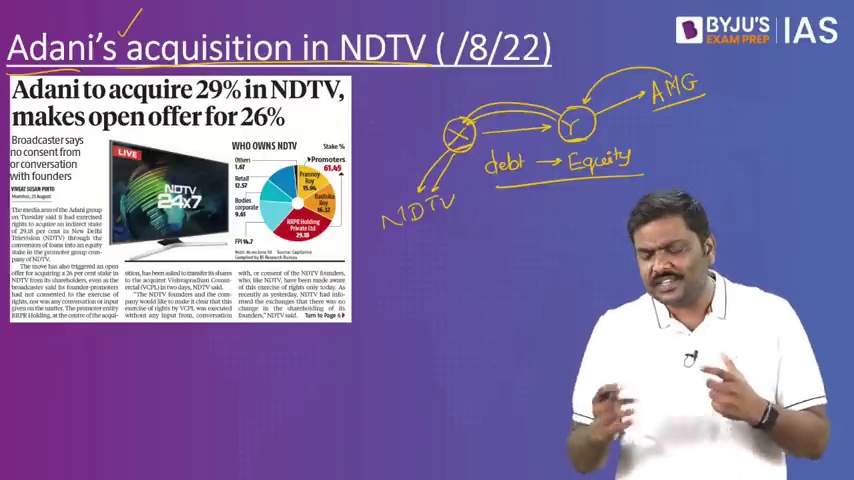 Adani's acquisition in NDTV ( /8/22)
BYJU'S
EXAM PREP
IAS
Adani to acquire 29% in NDTV,
makes open offer for 26%
Broadcaster says
no consent from
or conversation
with founders
VIVEAT SUSAN PINTO
Mumbai, 23 August
The media arm of the Adani group
on Tuesday said it had exercised
rights to acquire an indirect stake
of 29.18 per cent in New Delhi
Television (NDTV) through the
conversion of loans into an equity
stake in the promoter group com-
pany of NDTV.
The move has also triggered an open
offer for acquiring a 26 per cent stake in
NDTV from its shareholders, even as the
broadcaster said its founder-promoters
had not consented to the exercise of
rights, nor was any conversation or input
given on the matter. The promoter entity
RRPR Holding, at the centre of the acqui-
LIVE
NDTV
24x7
WHO OWNS NDTV
Stake %
Promoters
61.45
Others
1.67
Retail
12.57
Bodies
corporate
9.61
FPI 14.7
Prannoy
Roy
15.94
Radhika
Roy
16.32
RRPR Holding
Private Ltd
29.18
Note: As on June 30
Source: Capitaline
Compiled by BS Research Bureau
sition, has been asked to transfer its shares
to the acquirer Vishvapradhan Commer-
cial (VCPL) in two days, NDTV said.
"The NDTV founders and the com-
pany would like to make it clear that this
exercise of rights by VCPL was executed
without any input from, conversation
with, or consent of the NDTV founders,
who, like NDTV, have been made aware
of this exercise of rights only today. As
recently as yesterday, NDTV had infor-
med the exchanges that there was no
change in the shareholding of its
founders," NDTV said.
Turn to Page 6
X
Y
AMG
debt → Equity
NDTV